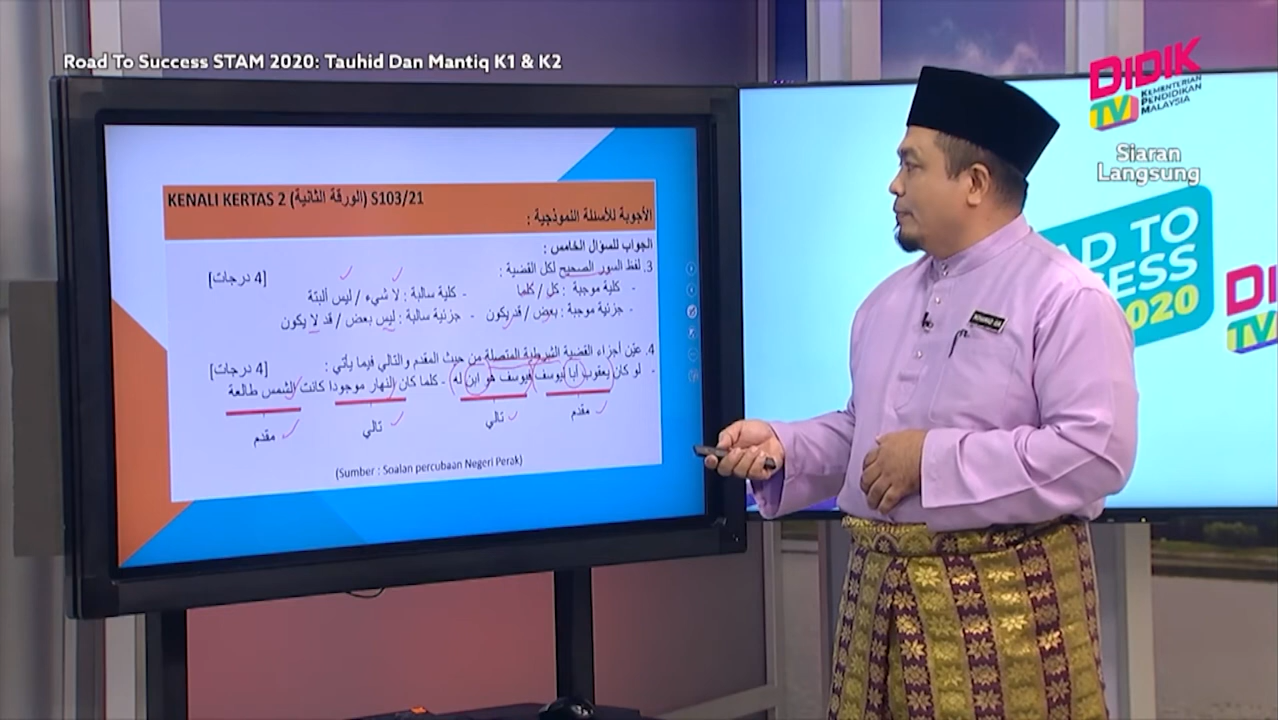 Road To Success STAM 2020: Tauhid Dan Mantiq K1 & K2
DIDIK
TV
KEMENTERIAN
PENDIDIKAN
MALAYSIA
Siaran
Langsung
KENALI KERTAS 2 (الورقة الثانية) S103/21
الأجوبة للأسئلة النموذجية :
الجواب للسؤال الخامس :
3. لفظ السور الصحيح لكل القضية : [4 درجات]
- كلية موجبة : كل / كلما - كلية سالبة : لا شيء / ليس ألبتة
- جزئية موجبة : بعض / قد يكون - جزئية سالبة : ليس بعض / قد لا يكون
4. عيّن أجزاء القضية الشرطية المتصلة من حيث المقدم والتالي فيما يأتي : [4 درجات]
- لو كان يعقوب أبا ليوسف فيوسف هو ابن له - كلما كان النهار موجودا كانت الشمس طالعة
مقدم تالي تالي مقدم
(Sumber : Soalan percubaan Negeri Perak)
AD TO
ESS
2020
DI
TV